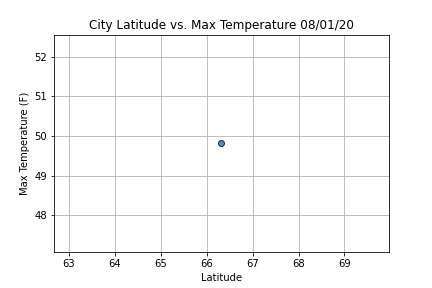 City Latitude vs. Max Temperature 08/01/20
52
51
50
49
48
Max Temperature (F)
63 64 65 66 67 68 69
Latitude